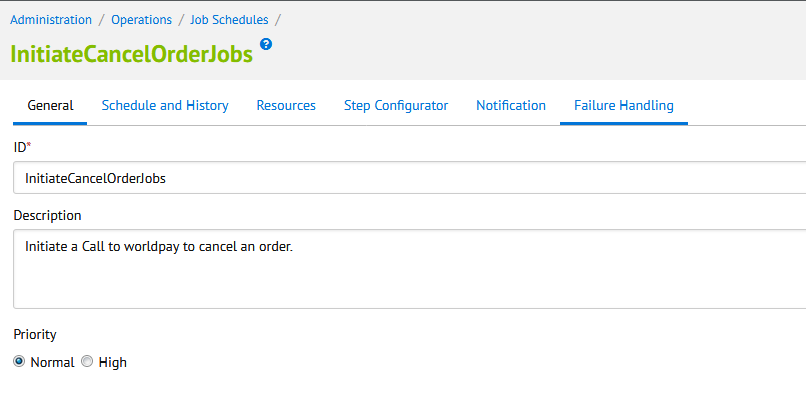 Administration / Operations / Job Schedules /
InitiateCancelOrderJobs ?
General Schedule and History Resources Step Configurator Notification Failure Handling
ID*
InitiateCancelOrderJobs
Description
Initiate a Call to worldpay to cancel an order.
Priority
Normal High